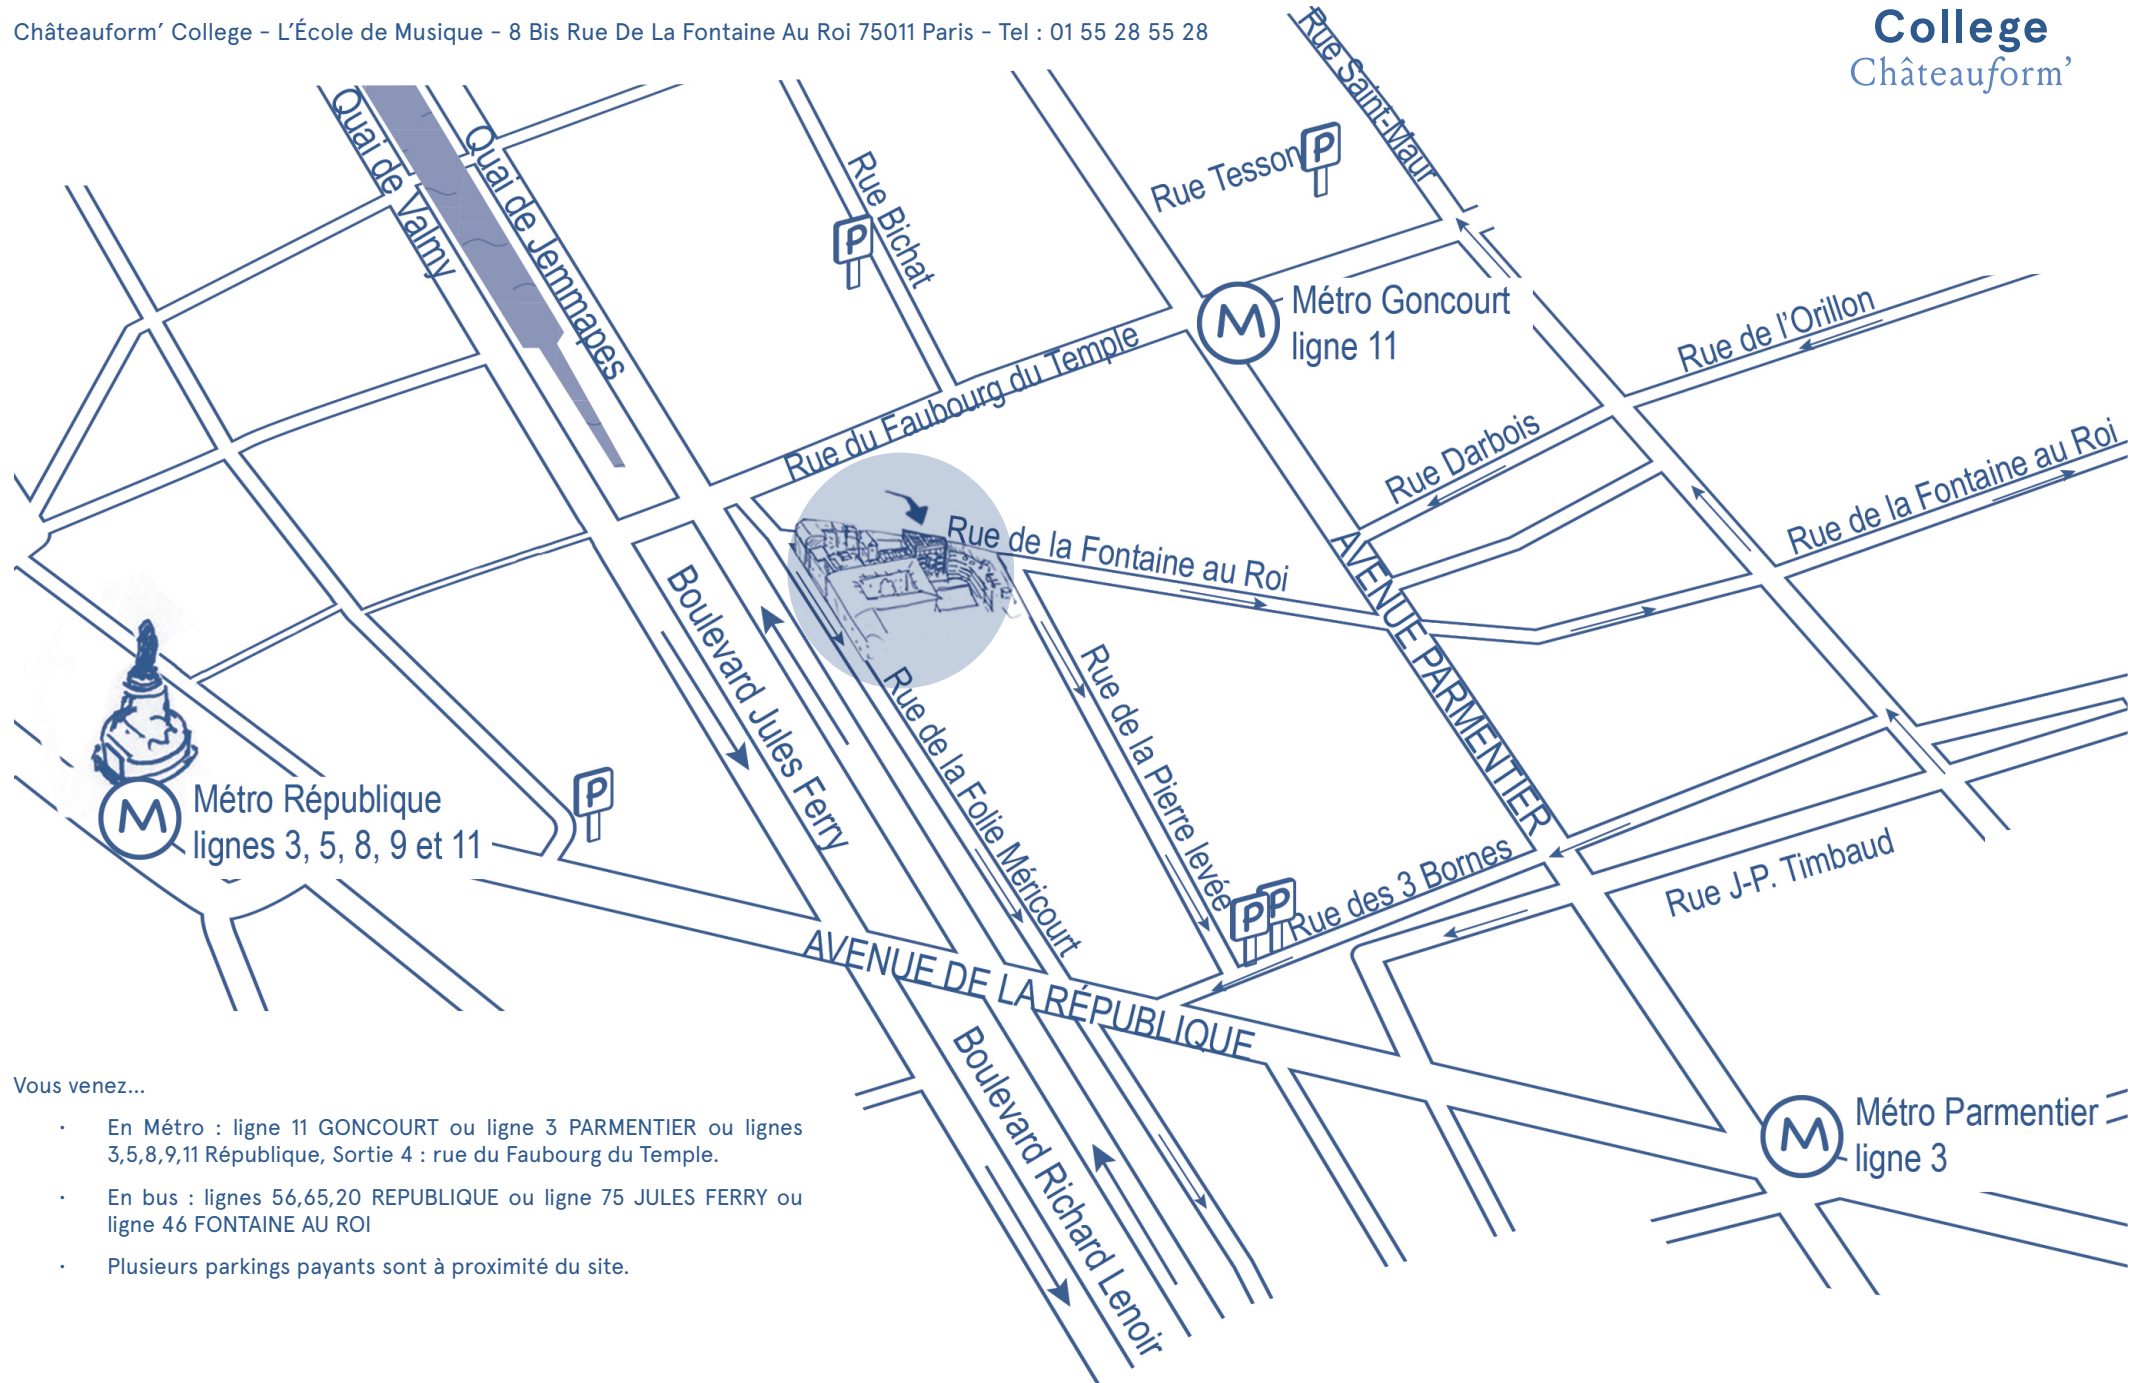 Châteauform’ College - L’École de Musique - 8 Bis Rue De La Fontaine Au Roi 75011 Paris - Tel : 01 55 28 55 28
College
Châteauform’
Quai de Valmy
Quai de Jemmapes
Rue Bichat
P
Rue Tesson
P
Rue Saint-Maur
M
Métro Goncourt
ligne 11
Rue de l’Orillon
Rue du Faubourg du Temple
Rue Darbois
Rue de la Fontaine au Roi
Rue de la Fontaine au Roi
AVENUE PARMENTIER
Boulevard Jules Ferry
Rue de la Folie Méricourt
Rue de la Pierre levée
M
Métro République
lignes 3, 5, 8, 9 et 11
P
P
P
Rue des 3 Bornes
Rue J-P. Timbaud
AVENUE DE LA RÉPUBLIQUE
Boulevard Richard Lenoir
M
Métro Parmentier
ligne 3
Vous venez...
· En Métro : ligne 11 GONCOURT ou ligne 3 PARMENTIER ou lignes
3,5,8,9,11 République, Sortie 4 : rue du Faubourg du Temple.
· En bus : lignes 56,65,20 REPUBLIQUE ou ligne 75 JULES FERRY ou
ligne 46 FONTAINE AU ROI
· Plusieurs parkings payants sont à proximité du site.